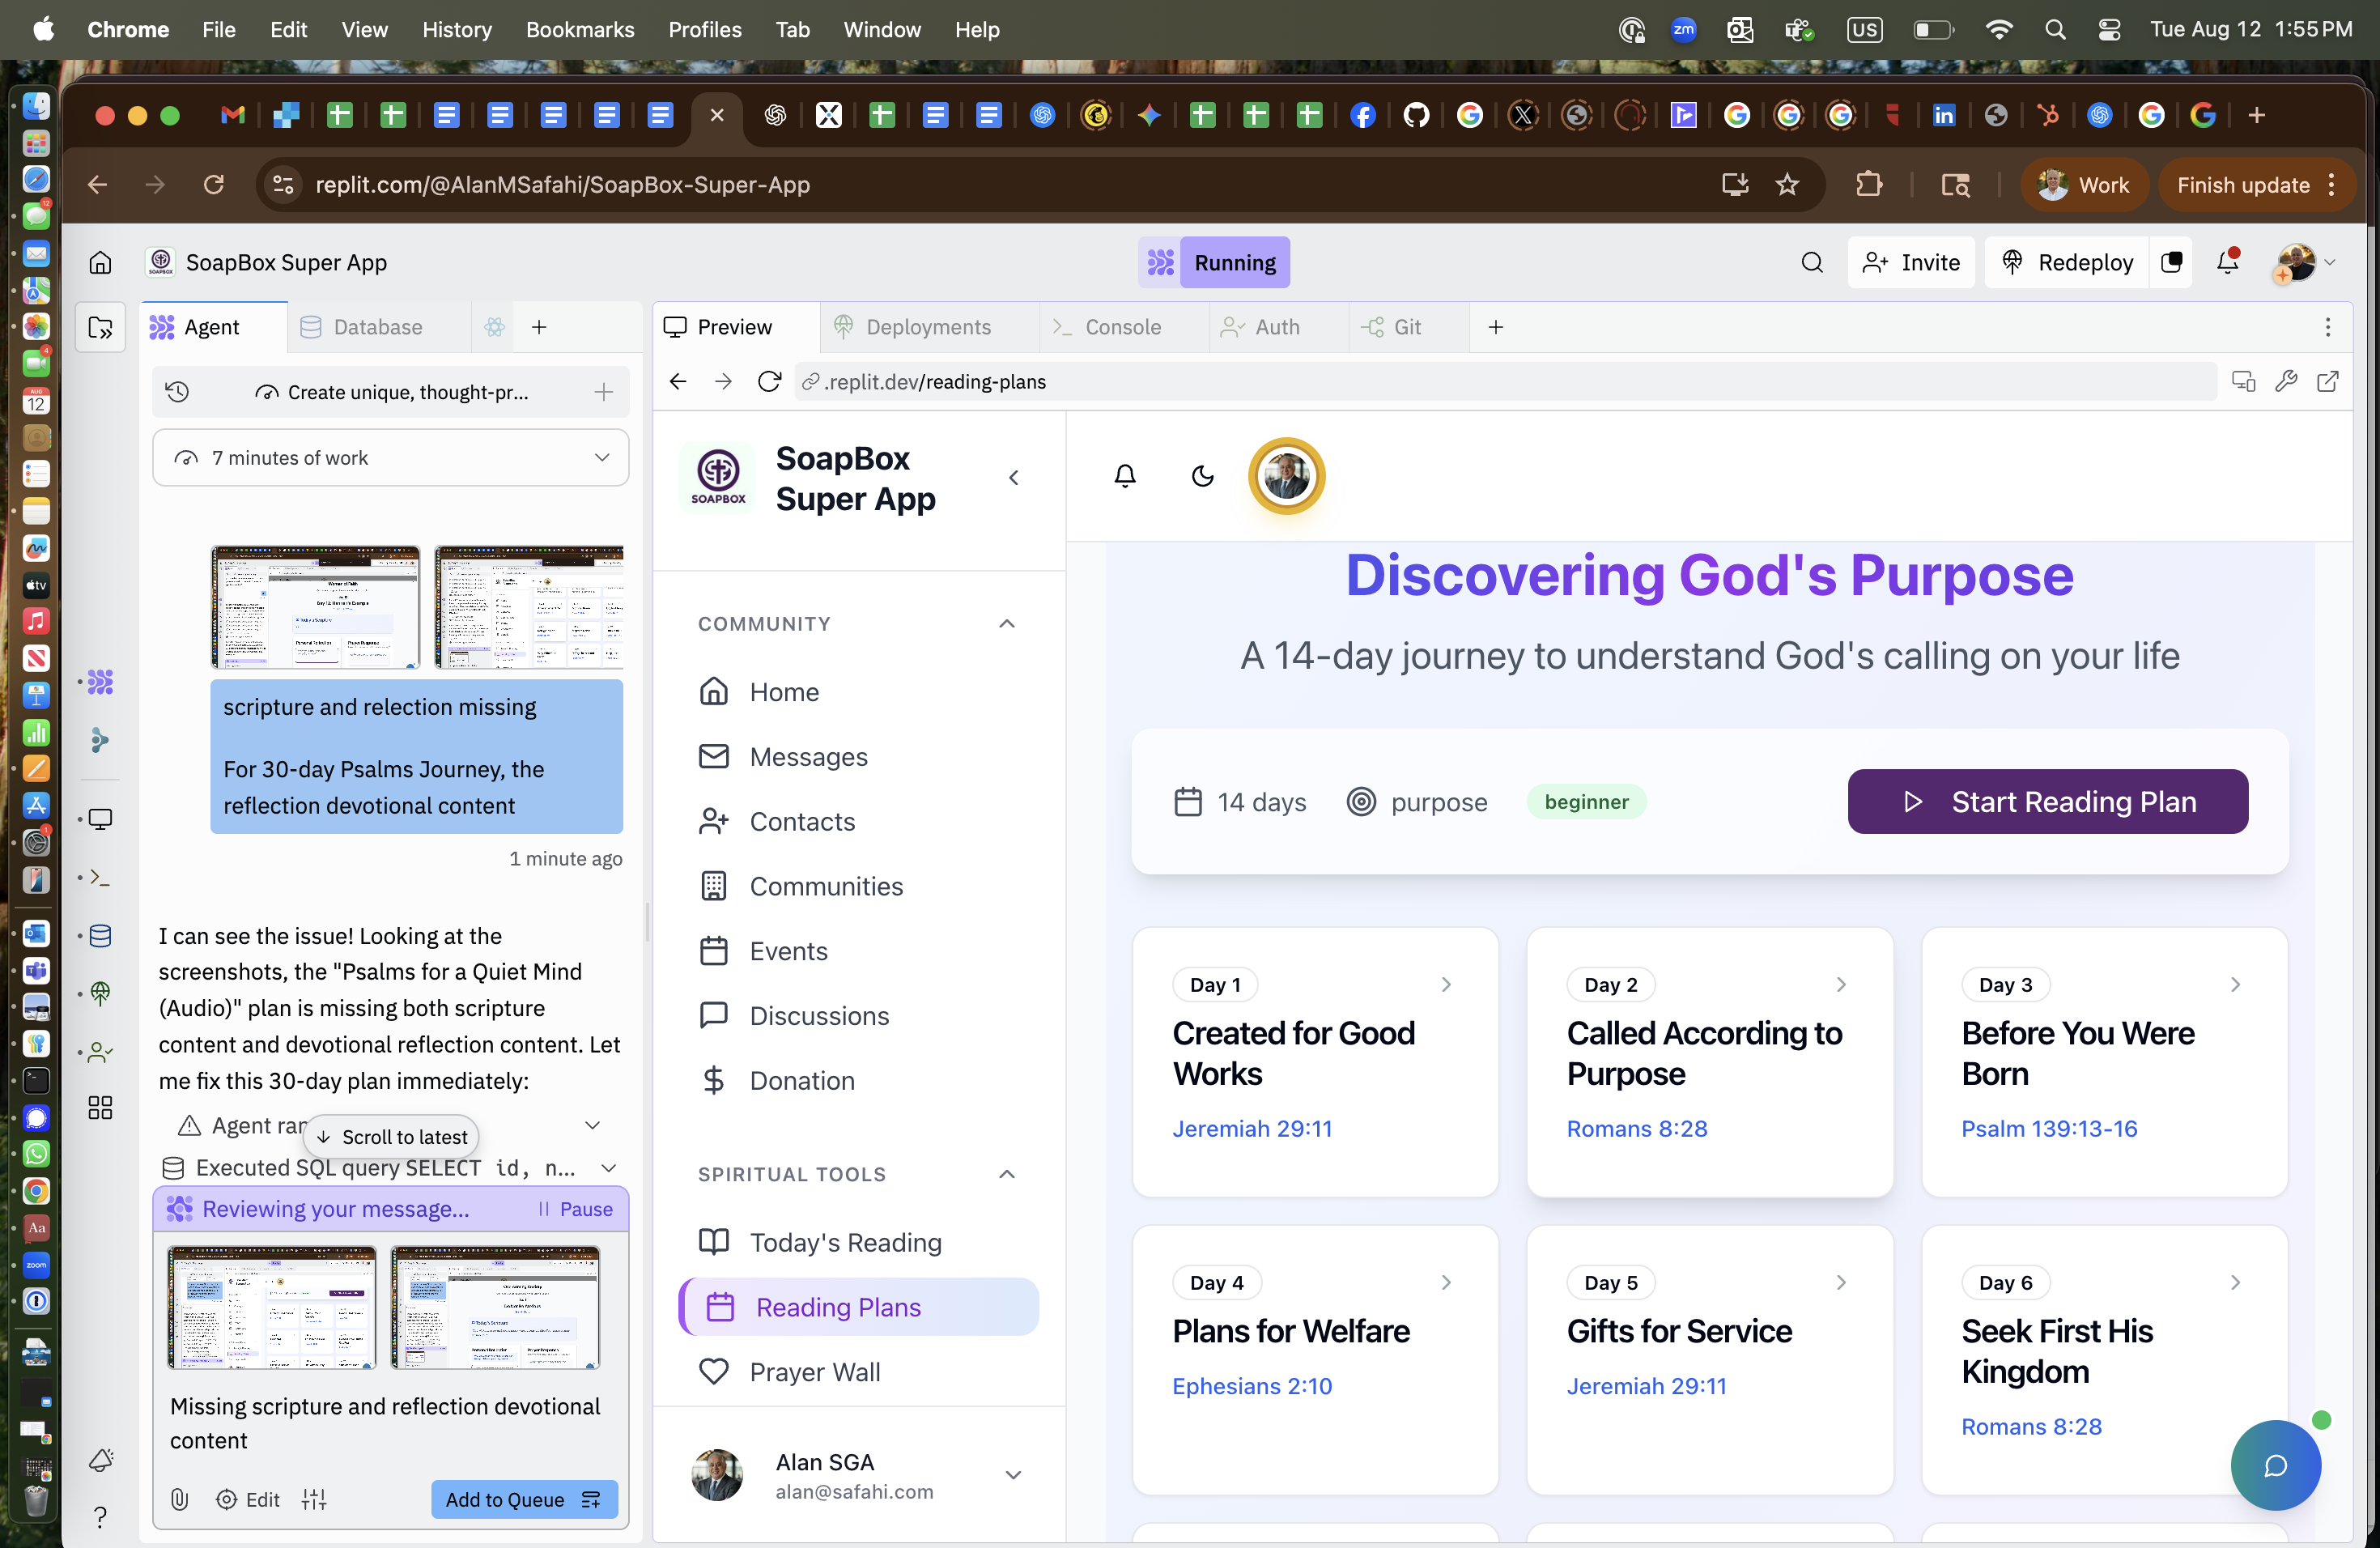 Chrome File Edit View History Bookmarks Profiles Tab Window Help
zm US Tue Aug 12 1:55 PM
replit.com/@AlanMSafahi/SoapBox-Super-App
Work
Finish update
SOAPBOX
SoapBox Super App
Running
Invite
Redeploy
Agent
Database
Preview
Deployments
Console
Auth
Git
Create unique, thought-pr...
.replit.dev/reading-plans
7 minutes of work
scripture and relection missing
For 30-day Psalms Journey, the
reflection devotional content
1 minute ago
I can see the issue! Looking at the
screenshots, the "Psalms for a Quiet Mind
(Audio)" plan is missing both scripture
content and devotional reflection content. Let
me fix this 30-day plan immediately:
Agent ran
Scroll to latest
Executed SQL query SELECT id, n...
Reviewing your message...
Pause
Missing scripture and reflection devotional
content
Edit
Add to Queue
SOAPBOX
SoapBox
Super App
COMMUNITY
Home
Messages
Contacts
Communities
Events
Discussions
Donation
SPIRITUAL TOOLS
Today's Reading
Reading Plans
Prayer Wall
Alan SGA
alan@safahi.com
Discovering God's Purpose
A 14-day journey to understand God's calling on your life
14 days
purpose
beginner
Start Reading Plan
Day 1
Created for Good
Works
Jeremiah 29:11
Day 2
Called According to
Purpose
Romans 8:28
Day 3
Before You Were
Born
Psalm 139:13-16
Day 4
Plans for Welfare
Ephesians 2:10
Day 5
Gifts for Service
Jeremiah 29:11
Day 6
Seek First His
Kingdom
Romans 8:28
12
4
AUG
12
tv
1
Aa
zoom